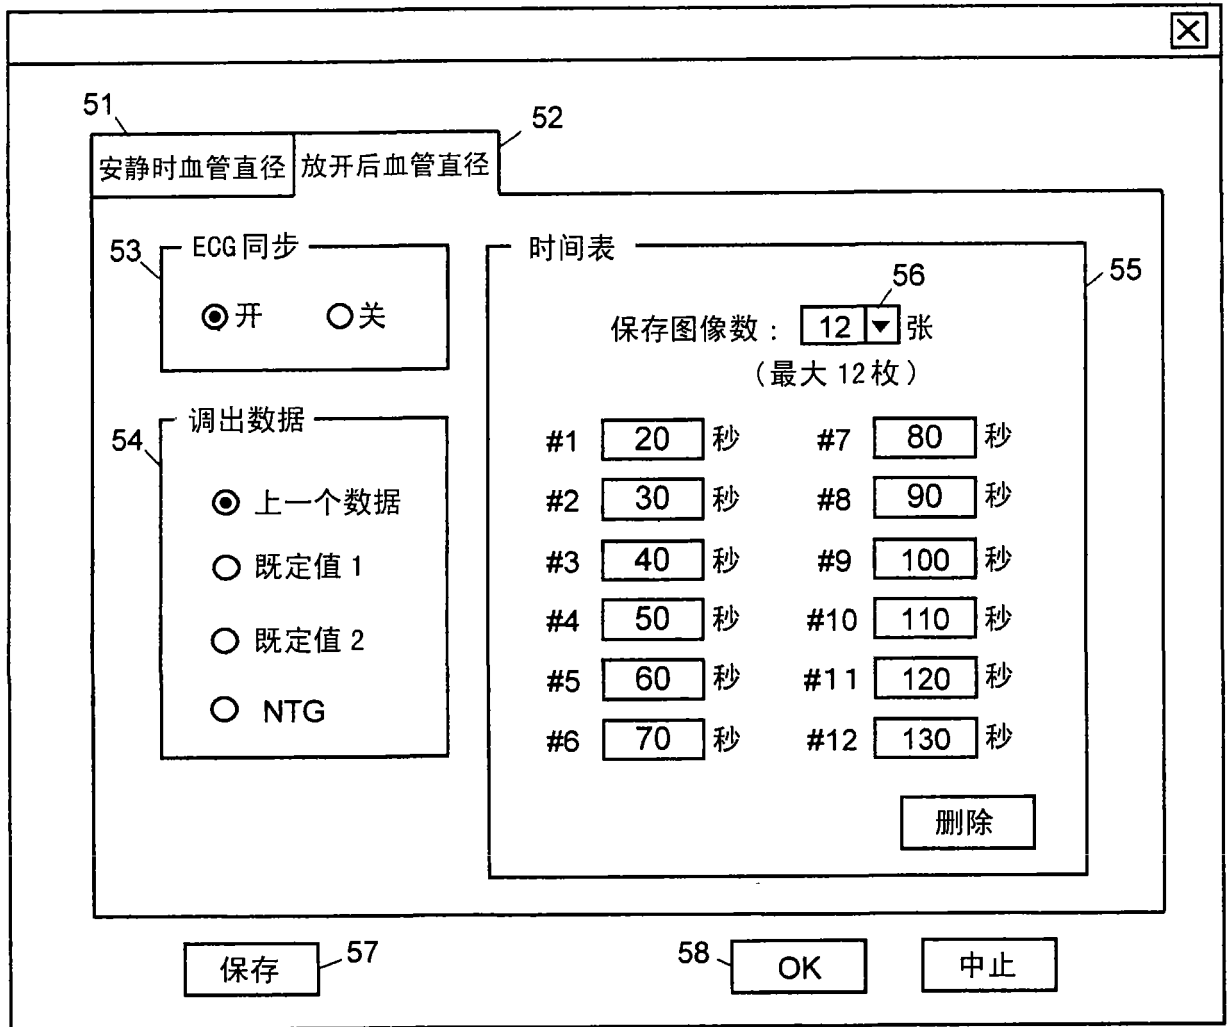 51
52
安静时血管直径
放开后血管直径
53
ECG同步
开
关
54
调出数据
上一个数据
既定值1
既定值2
NTG
时间表
55
56
保存图像数: 12 张
(最大12枚)
#1 20 秒
#2 30 秒
#3 40 秒
#4 50 秒
#5 60 秒
#6 70 秒
#7 80 秒
#8 90 秒
#9 100 秒
#10 110 秒
#11 120 秒
#12 130 秒
删除
保存
57
58
OK
中止